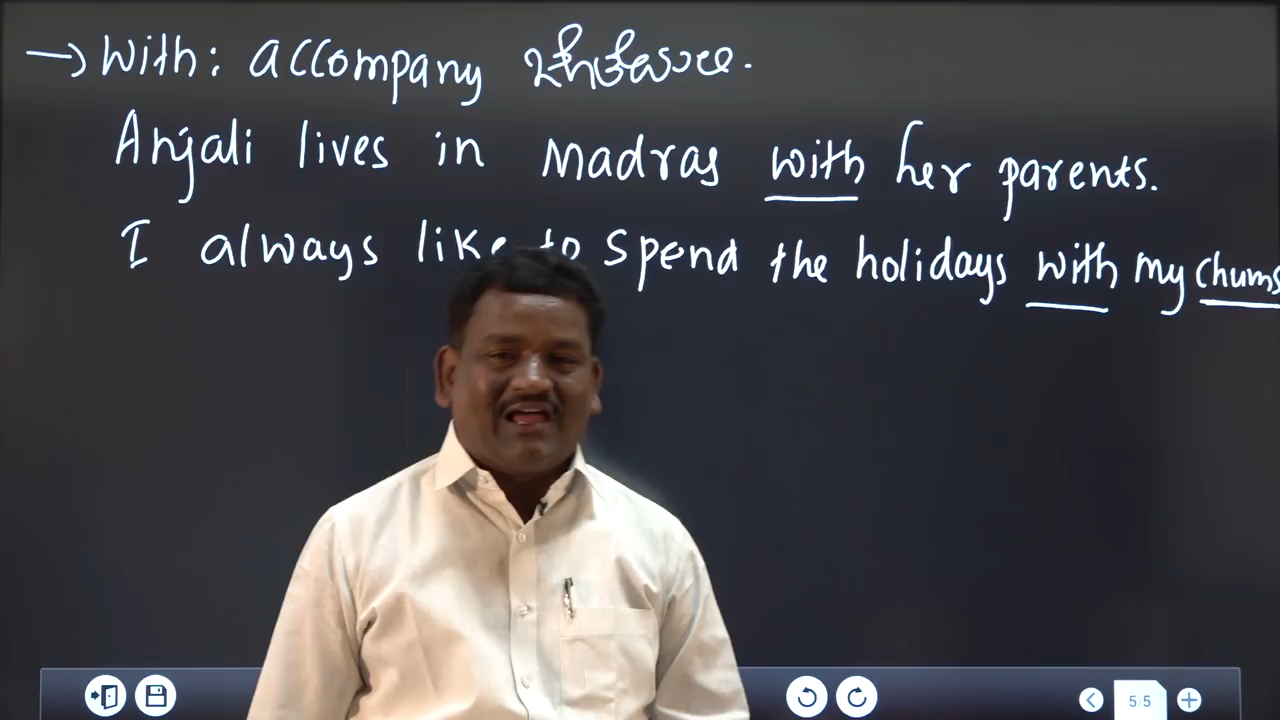 → With: accompany
Anjali lives in Madras with her parents.
I always like to spend the holidays with my chums
55